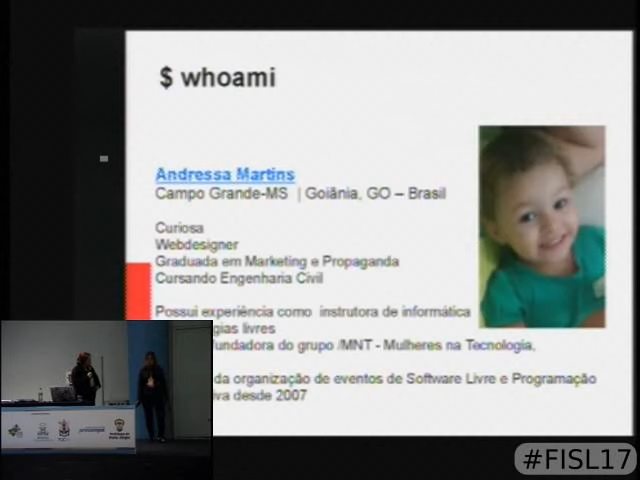 $ whoami
Andressa Martins
Campo Grande-MS | Goiânia, GO – Brasil
Curiosa
Webdesigner
Graduada em Marketing e Propaganda
Cursando Engenharia Civil
Possui experiência como instrutora de informática
gias livres
fundadora do grupo /MNT - Mulheres na Tecnologia,
da organização de eventos de Software Livre e Programação
iva desde 2007
#FISL17